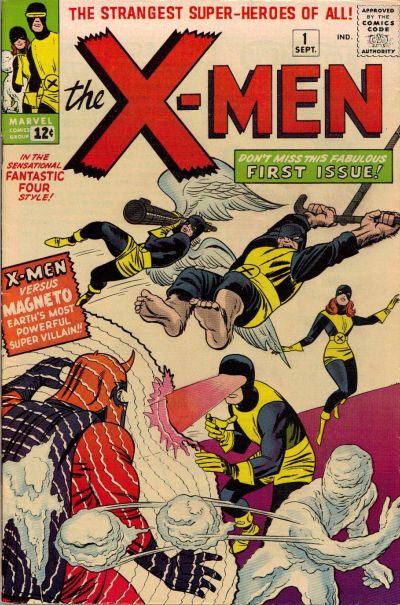 THE STRANGEST SUPER-HEROES OF ALL!
APPROVED
BY THE
COMICS
CODE
AUTHORITY
1
SEPT.
IND.
MARVEL
COMICS
GROUP
12¢
the X-MEN
IN THE
SENSATIONAL
FANTASTIC
FOUR
STYLE!
DON'T MISS THIS FABULOUS
FIRST ISSUE!
X-MEN
VERSUS
MAGNETO
EARTH'S MOST
POWERFUL
SUPER VILLAIN!!